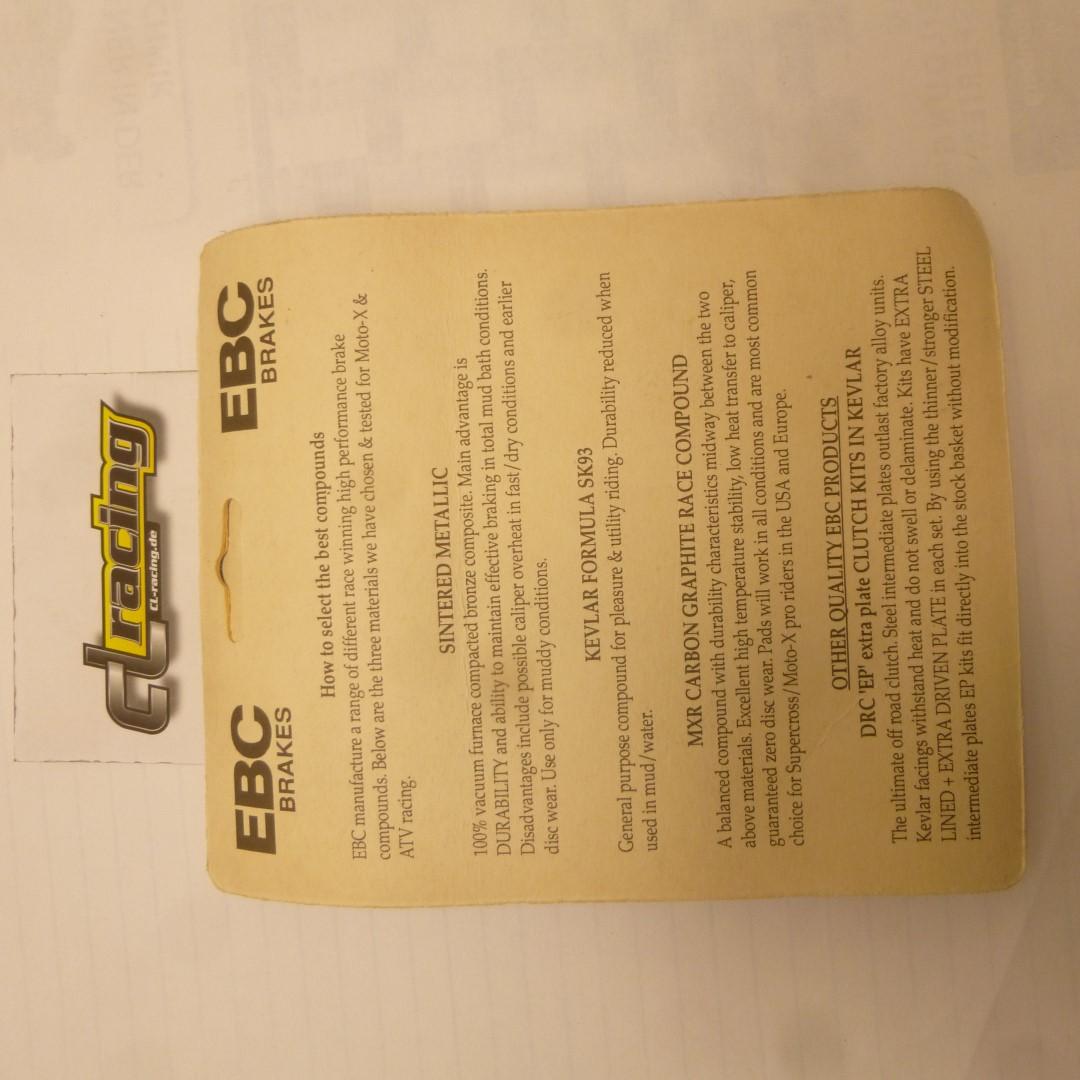 CL racing
CL-racing.de
EBC
BRAKES
EBC
BRAKES
How to select the best compounds
EBC manufacture a range of different race winning high performance brake
compounds. Below are the three materials we have chosen & tested for Moto-X &
ATV racing.
SINTERED METALLIC
100% vacuum furnace compacted bronze composite. Main advantage is
DURABILITY and ability to maintain effective braking in total mud bath conditions.
Disadvantages include possible caliper overheat in fast/dry conditions and earlier
disc wear. Use only for muddy conditions.
KEVLAR FORMULA SK93
General purpose compound for pleasure & utility riding. Durability reduced when
used in mud/water.
MXR CARBON GRAPHITE RACE COMPOUND
A balanced compound with durability characteristics midway between the two
above materials. Excellent high temperature stability, low heat transfer to caliper,
guaranteed zero disc wear. Pads will work in all conditions and are most common
choice for Supercross/Moto-X pro riders in the USA and Europe.
OTHER QUALITY EBC PRODUCTS
DRC 'EP' extra plate CLUTCH KITS IN KEVLAR
The ultimate off road clutch. Steel intermediate plates outlast factory alloy units.
Kevlar facings withstand heat and do not swell or delaminate. Kits have EXTRA
LINED + EXTRA DRIVEN PLATE in each set. By using the thinner/stronger STEEL
intermediate plates EP kits fit directly into the stock basket without modification.